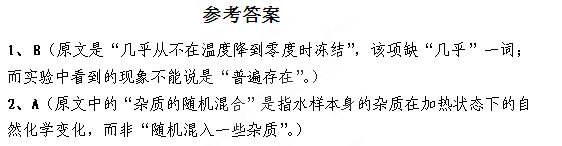 参考答案
1、B（原文是“几乎从不在温度降到零度时冻结”，该项缺“几乎”一词；
而实验中看到的现象不能说是“普遍存在”。）
2、A（原文中的“杂质的随机混合”是指水样本身的杂质在加热状态下的自
然化学变化，而非“随机混入一些杂质”。）